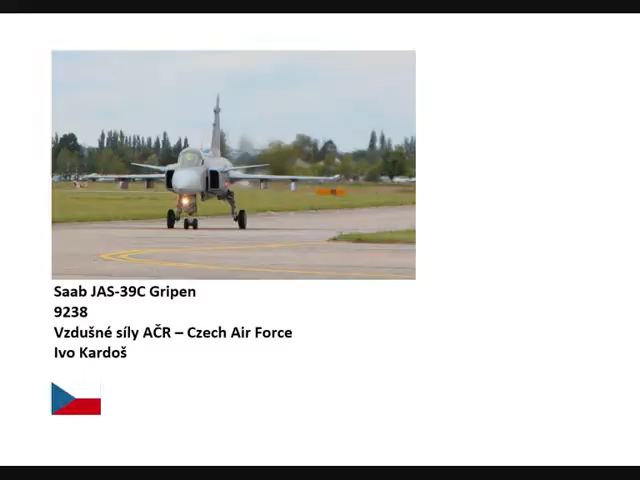 Saab JAS-39C Gripen
9238
Vzdušné síly AČR – Czech Air Force
Ivo Kardoš